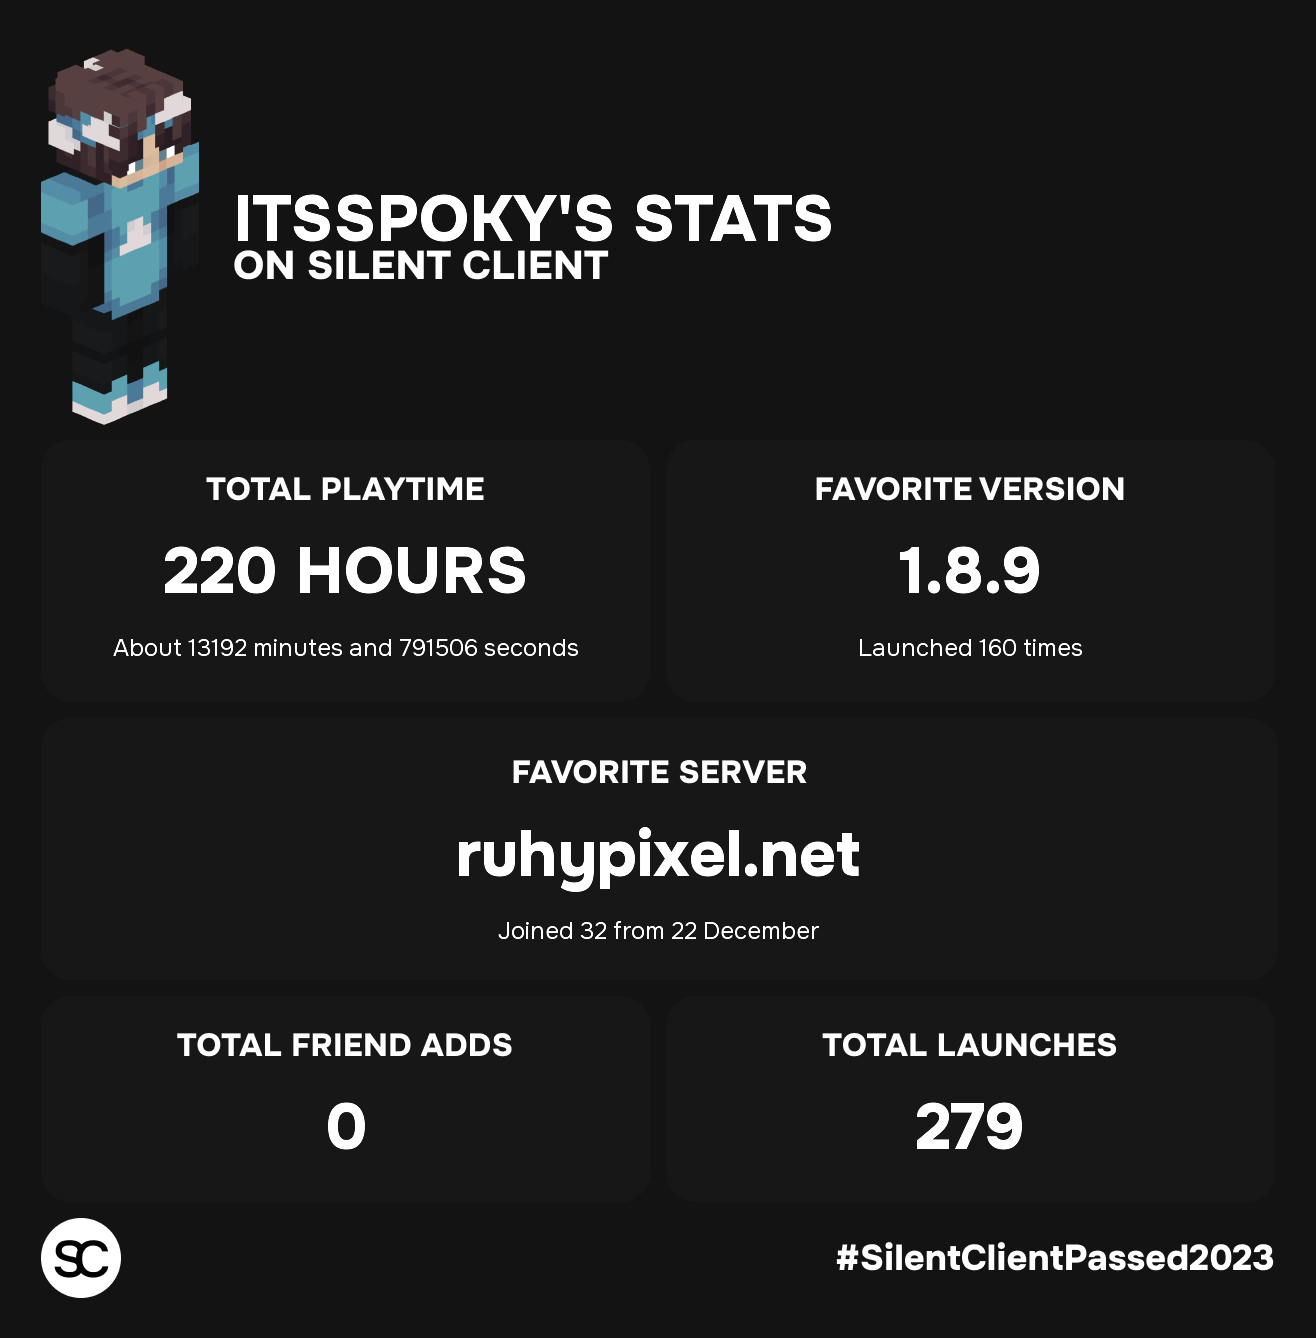 ITSSPOKY'S STATS
ON SILENT CLIENT
TOTAL PLAYTIME
220 HOURS
About 13192 minutes and 791506 seconds
FAVORITE VERSION
1.8.9
Launched 160 times
FAVORITE SERVER
ruhypixel.net
Joined 32 from 22 December
TOTAL FRIEND ADDS
0
TOTAL LAUNCHES
279
SC
#SilentClientPassed2023